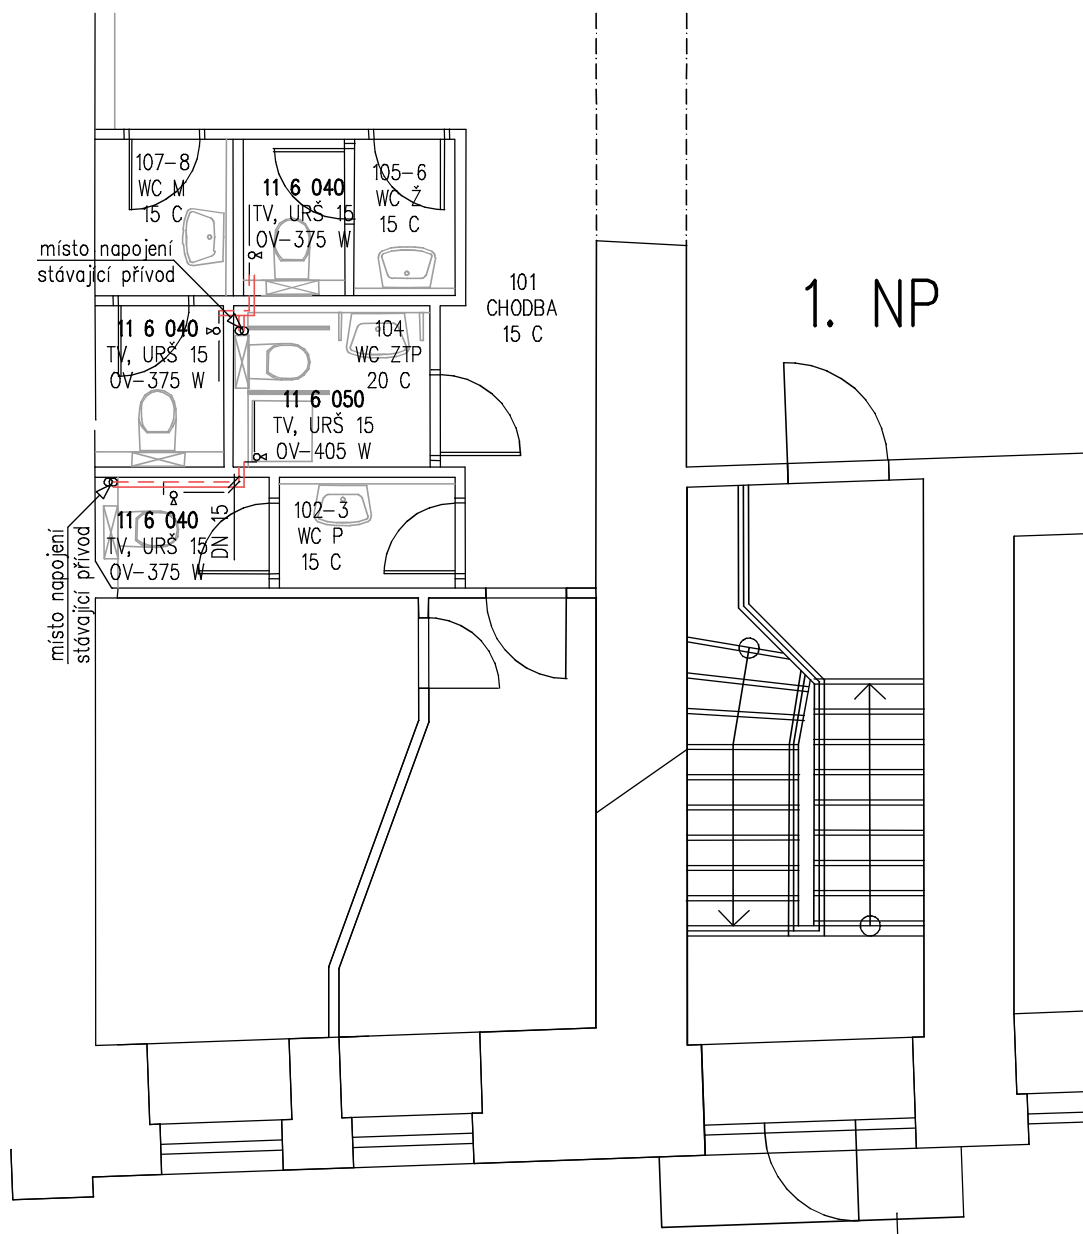 107-8
WC M
15 C
11 6 040
TV, URŠ 15
OV-375 W
105-6
WC Ž
15 C
místo napojení
stávající přívod
101
CHODBA
15 C
1. NP
11 6 040
TV, URŠ 15
OV-375 W
104
WC ZTP
20 C
11 6 050
TV, URŠ 15
OV-405 W
11 6 040
TV, URŠ 15
OV-375 W
DN 15
102-3
WC P
15 C
místo napojení
stávající přívod